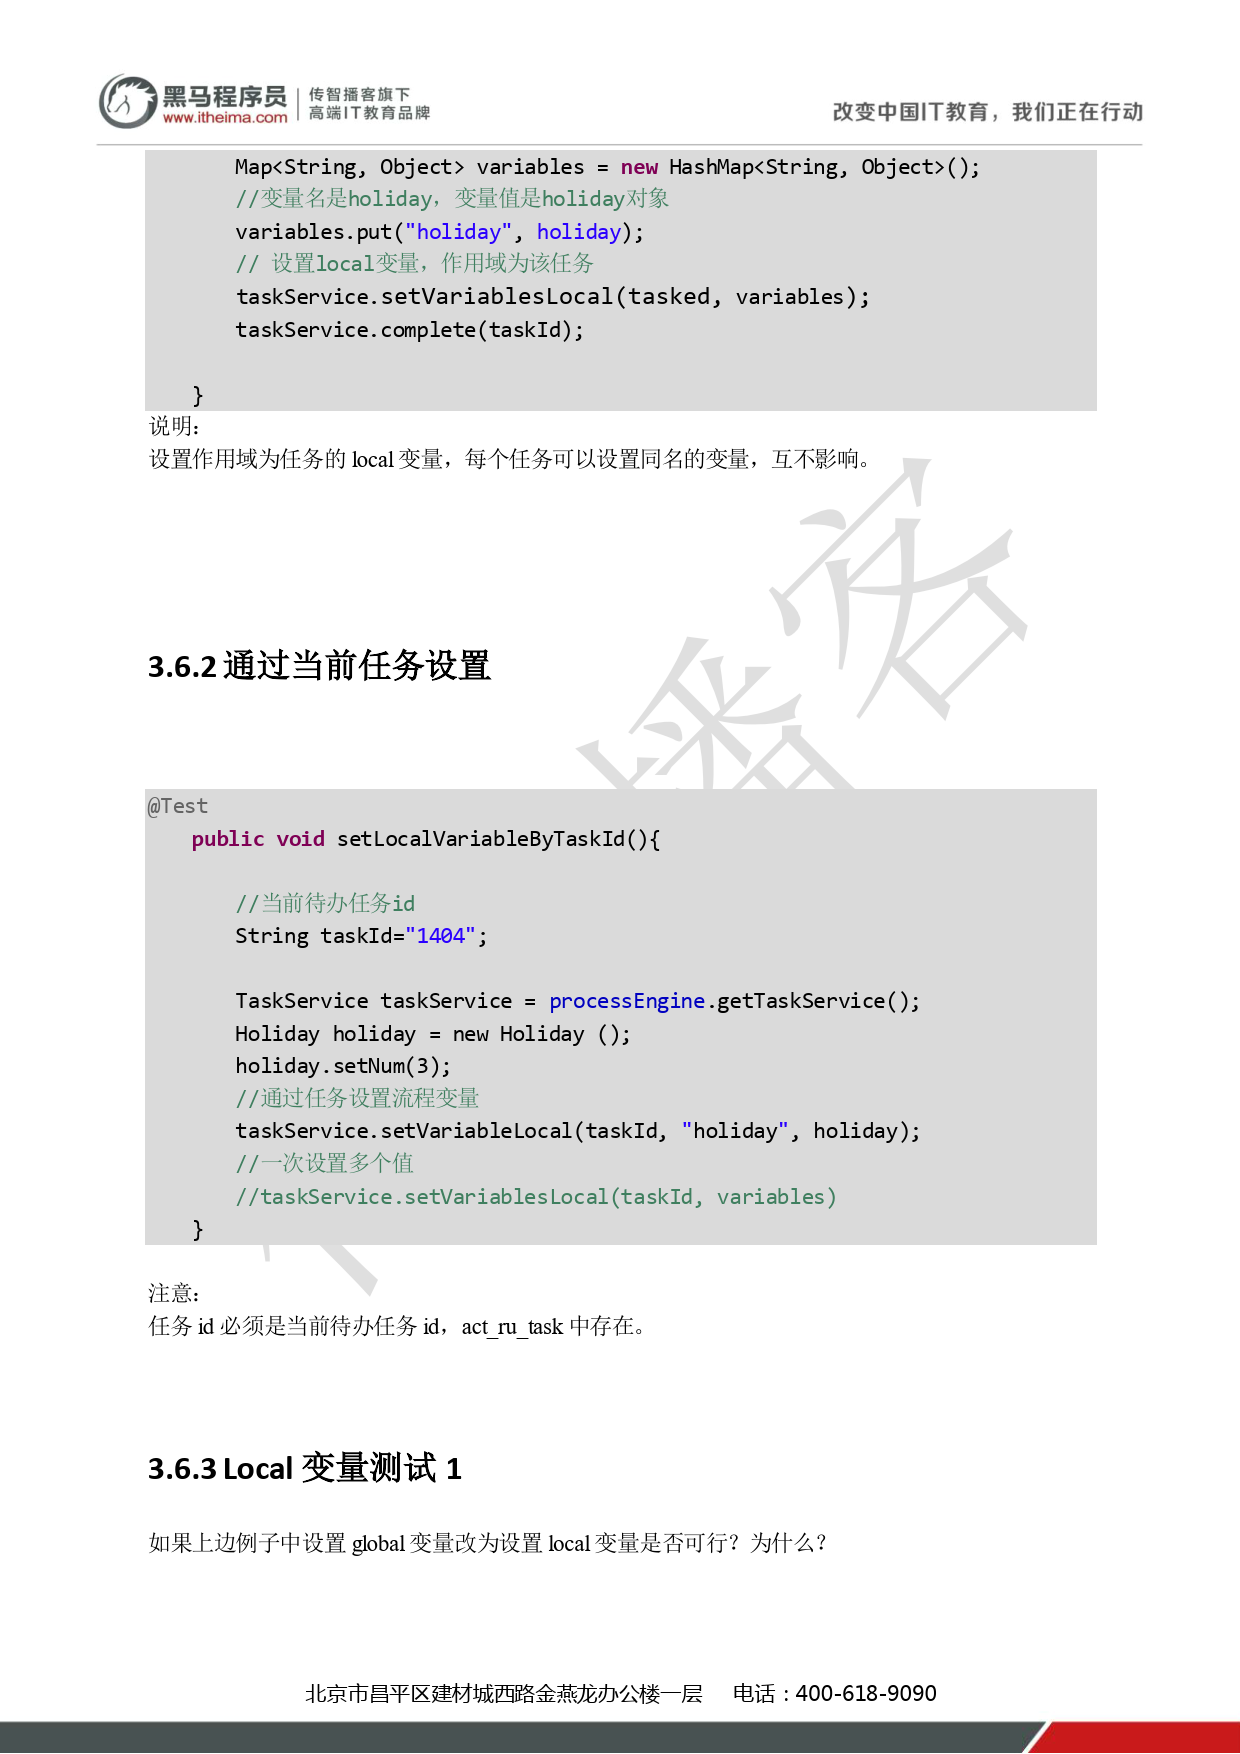 黑马程序员
www.itheima.com
传智播客旗下
高端IT教育品牌
改变中国IT教育，我们正在行动
Map<String, Object> variables = new HashMap<String, Object>();
//变量名是holiday，变量值是holiday对象
variables.put("holiday", holiday);
// 设置local变量，作用域为该任务
taskService.setVariablesLocal(tasked, variables);
taskService.complete(taskId);
}
说明：
设置作用域为任务的 local 变量，每个任务可以设置同名的变量，互不影响。
3.6.2 通过当前任务设置
@Test
public void setLocalVariableByTaskId(){
//当前待办任务id
String taskId="1404";
TaskService taskService = processEngine.getTaskService();
Holiday holiday = new Holiday ();
holiday.setNum(3);
//通过任务设置流程变量
taskService.setVariableLocal(taskId, "holiday", holiday);
//一次设置多个值
//taskService.setVariablesLocal(taskId, variables)
}
注意：
任务 id 必须是当前待办任务 id，act_ru_task 中存在。
3.6.3 Local 变量测试 1
如果上边例子中设置 global 变量改为设置 local 变量是否可行？为什么？
播客
北京市昌平区建材城西路金燕龙办公楼一层 电话：400-618-9090